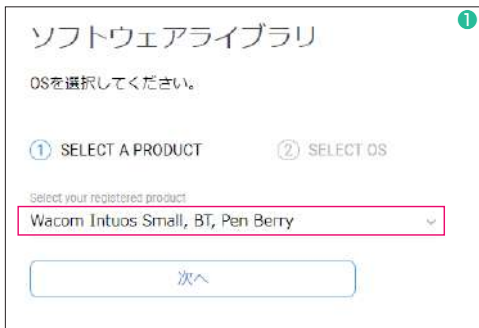 ❶
ソフトウェアライブラリ
OSを選択してください。
① SELECT A PRODUCT ② SELECT OS
Select your registered product
Wacom Intuos Small, BT, Pen Berry
次へ